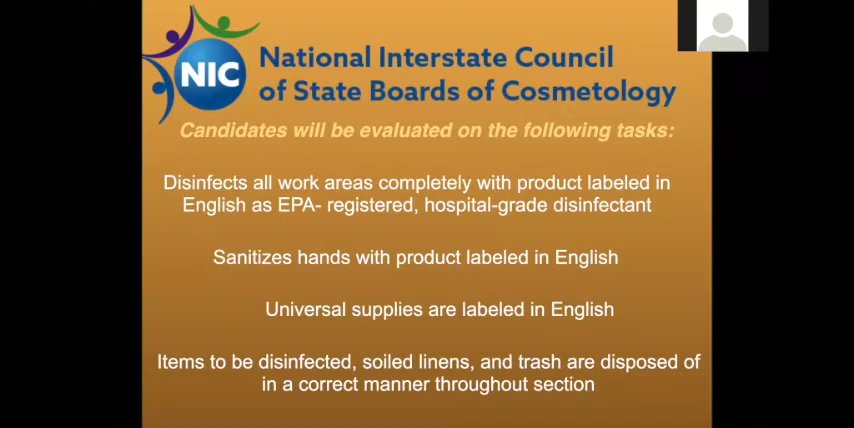 NIC
National Interstate Council
of State Boards of Cosmetology
Candidates will be evaluated on the following tasks:
Disinfects all work areas completely with product labeled in
English as EPA- registered, hospital-grade disinfectant
Sanitizes hands with product labeled in English
Universal supplies are labeled in English
Items to be disinfected, soiled linens, and trash are disposed of
in a correct manner throughout section